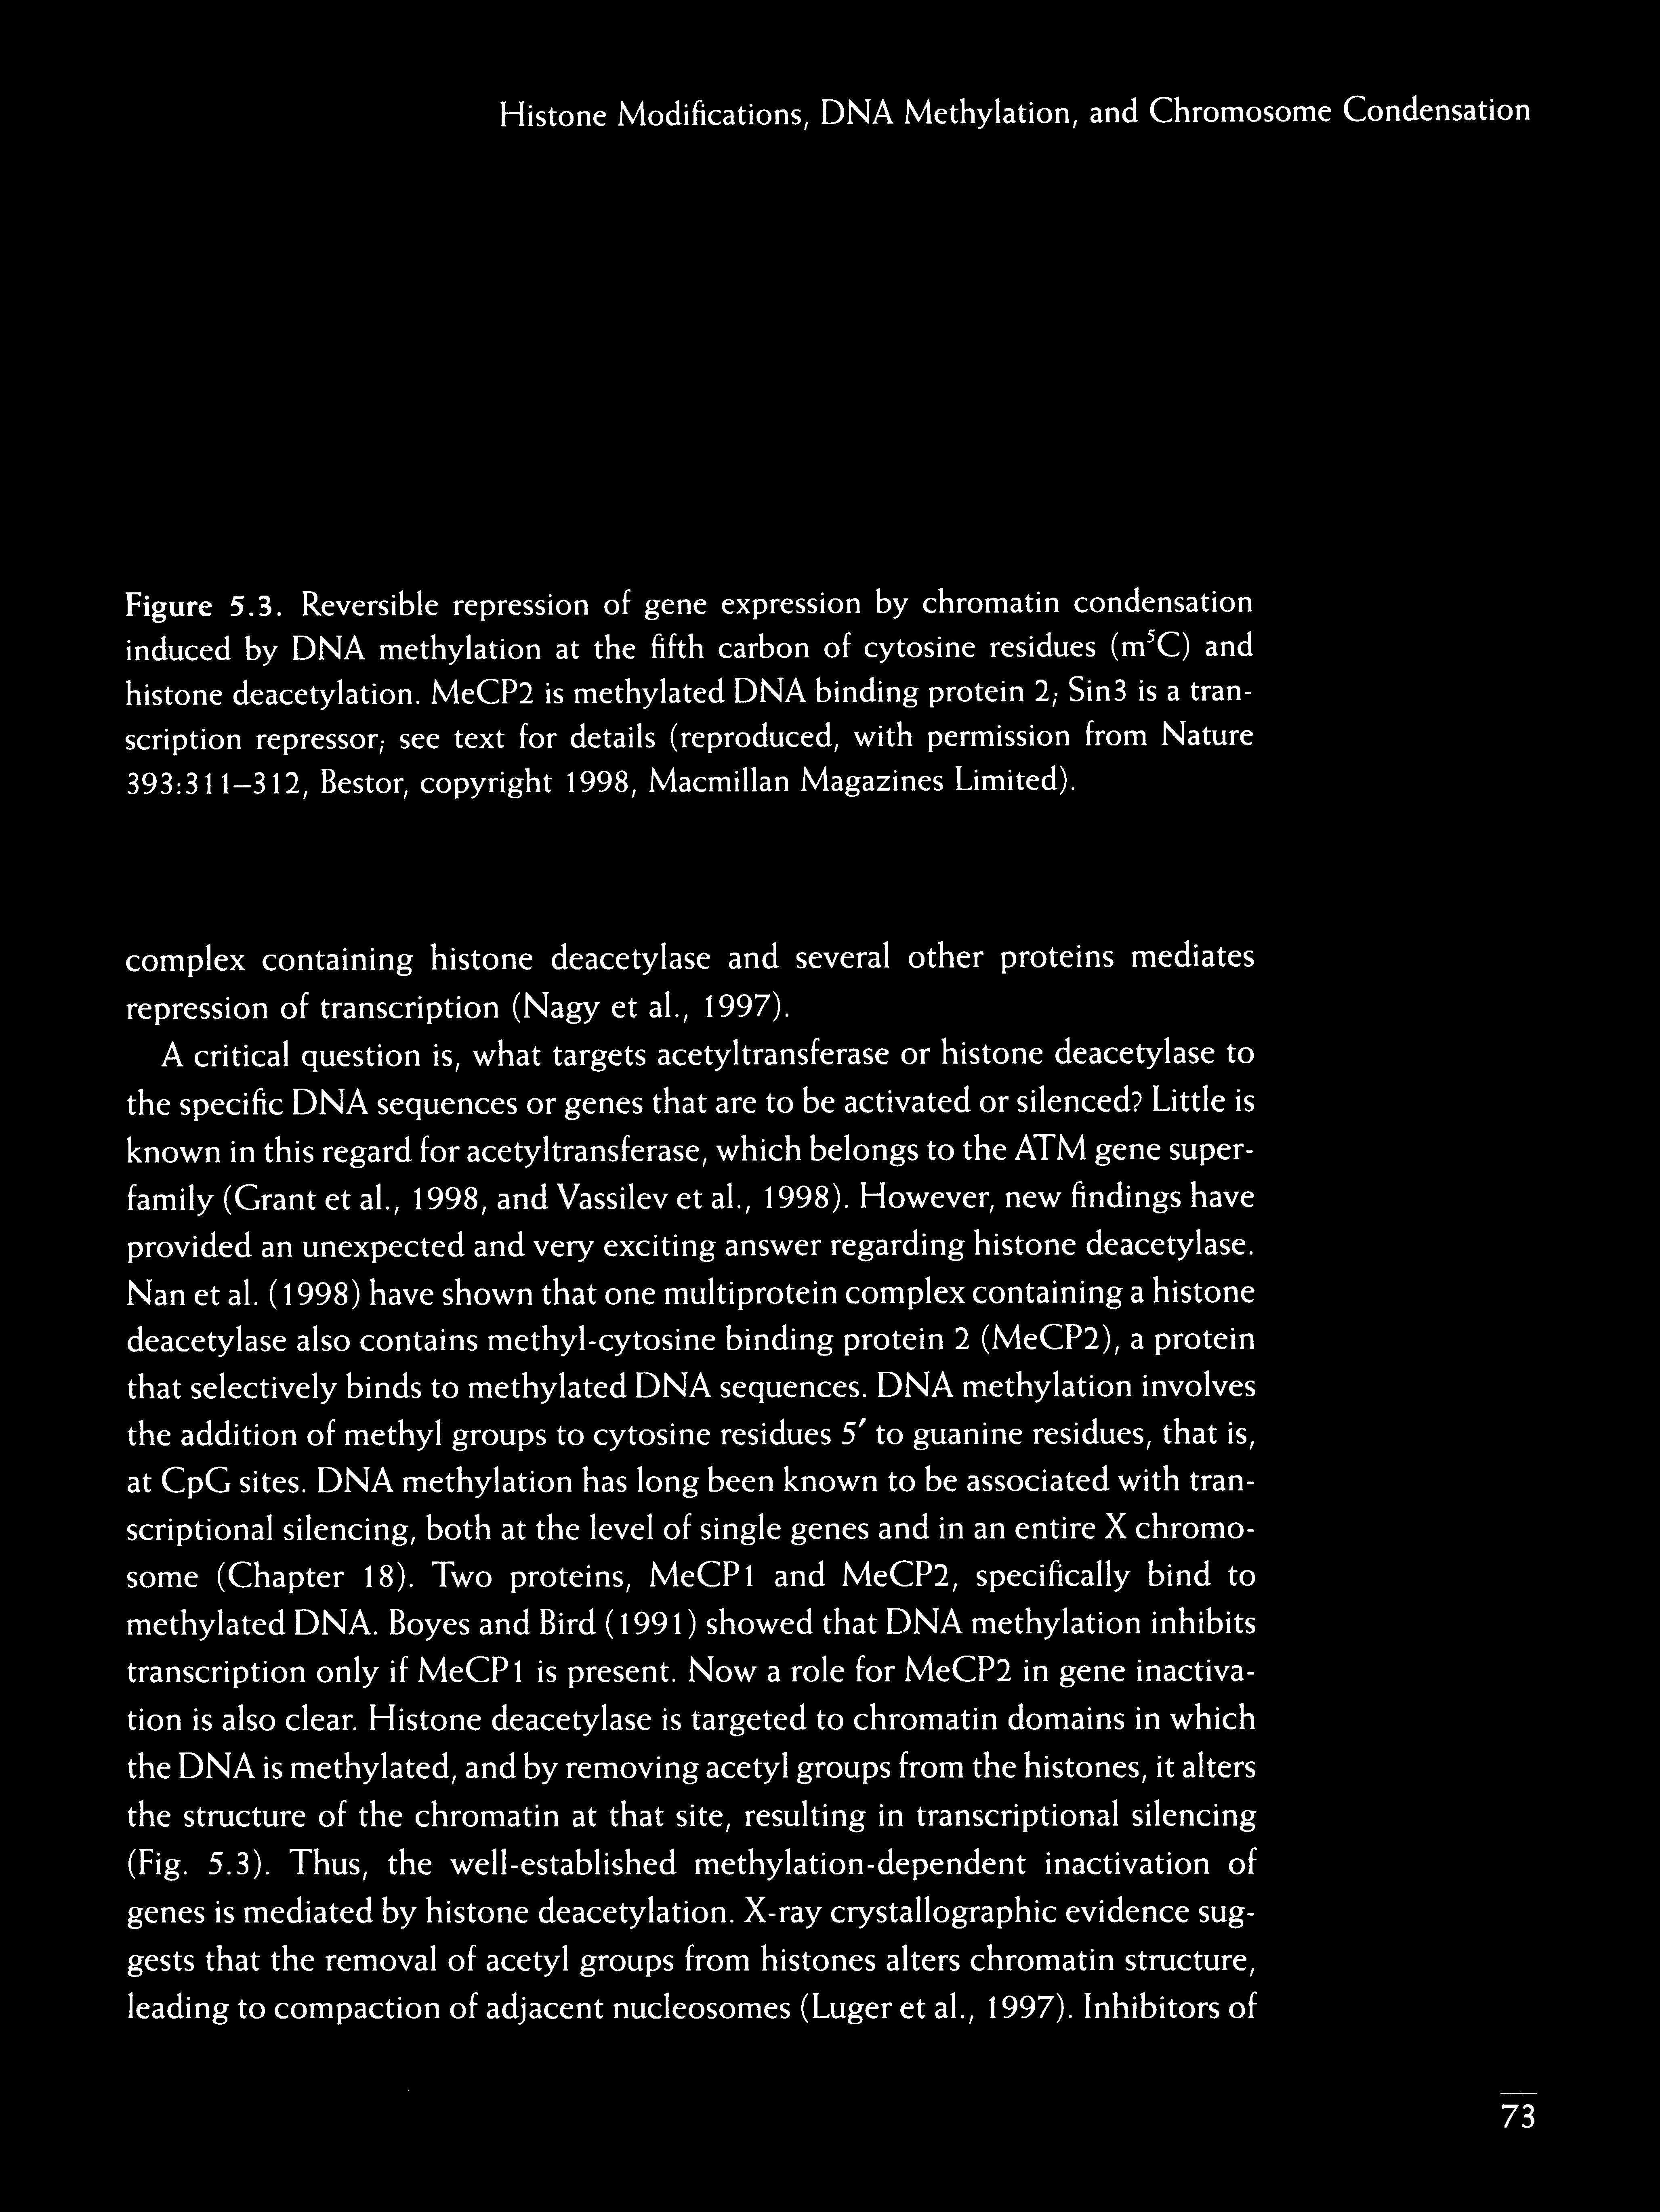 Histone Modifications, DNA Methylation, and Chromosome Condensation
Figure 5.3. Reversible repression of gene expression by chromatin condensation
induced by DNA methylation at the fifth carbon of cytosine residues (m⁵C) and
histone deacetylation. MeCP2 is methylated DNA binding protein 2; Sin3 is a tran-
scription repressor; see text for details (reproduced, with permission from Nature
393:311–312, Bestor, copyright 1998, Macmillan Magazines Limited).
complex containing histone deacetylase and several other proteins mediates
repression of transcription (Nagy et al., 1997).
A critical question is, what targets acetyltransferase or histone deacetylase to
the specific DNA sequences or genes that are to be activated or silenced? Little is
known in this regard for acetyltransferase, which belongs to the ATM gene super-
family (Grant et al., 1998, and Vassilev et al., 1998). However, new findings have
provided an unexpected and very exciting answer regarding histone deacetylase.
Nan et al. (1998) have shown that one multiprotein complex containing a histone
deacetylase also contains methyl-cytosine binding protein 2 (MeCP2), a protein
that selectively binds to methylated DNA sequences. DNA methylation involves
the addition of methyl groups to cytosine residues 5′ to guanine residues, that is,
at CpG sites. DNA methylation has long been known to be associated with tran-
scriptional silencing, both at the level of single genes and in an entire X chromo-
some (Chapter 18). Two proteins, MeCP1 and MeCP2, specifically bind to
methylated DNA. Boyes and Bird (1991) showed that DNA methylation inhibits
transcription only if MeCP1 is present. Now a role for MeCP2 in gene inactiva-
tion is also clear. Histone deacetylase is targeted to chromatin domains in which
the DNA is methylated, and by removing acetyl groups from the histones, it alters
the structure of the chromatin at that site, resulting in transcriptional silencing
(Fig. 5.3). Thus, the well-established methylation-dependent inactivation of
genes is mediated by histone deacetylation. X-ray crystallographic evidence sug-
gests that the removal of acetyl groups from histones alters chromatin structure,
leading to compaction of adjacent nucleosomes (Luger et al., 1997). Inhibitors of
73